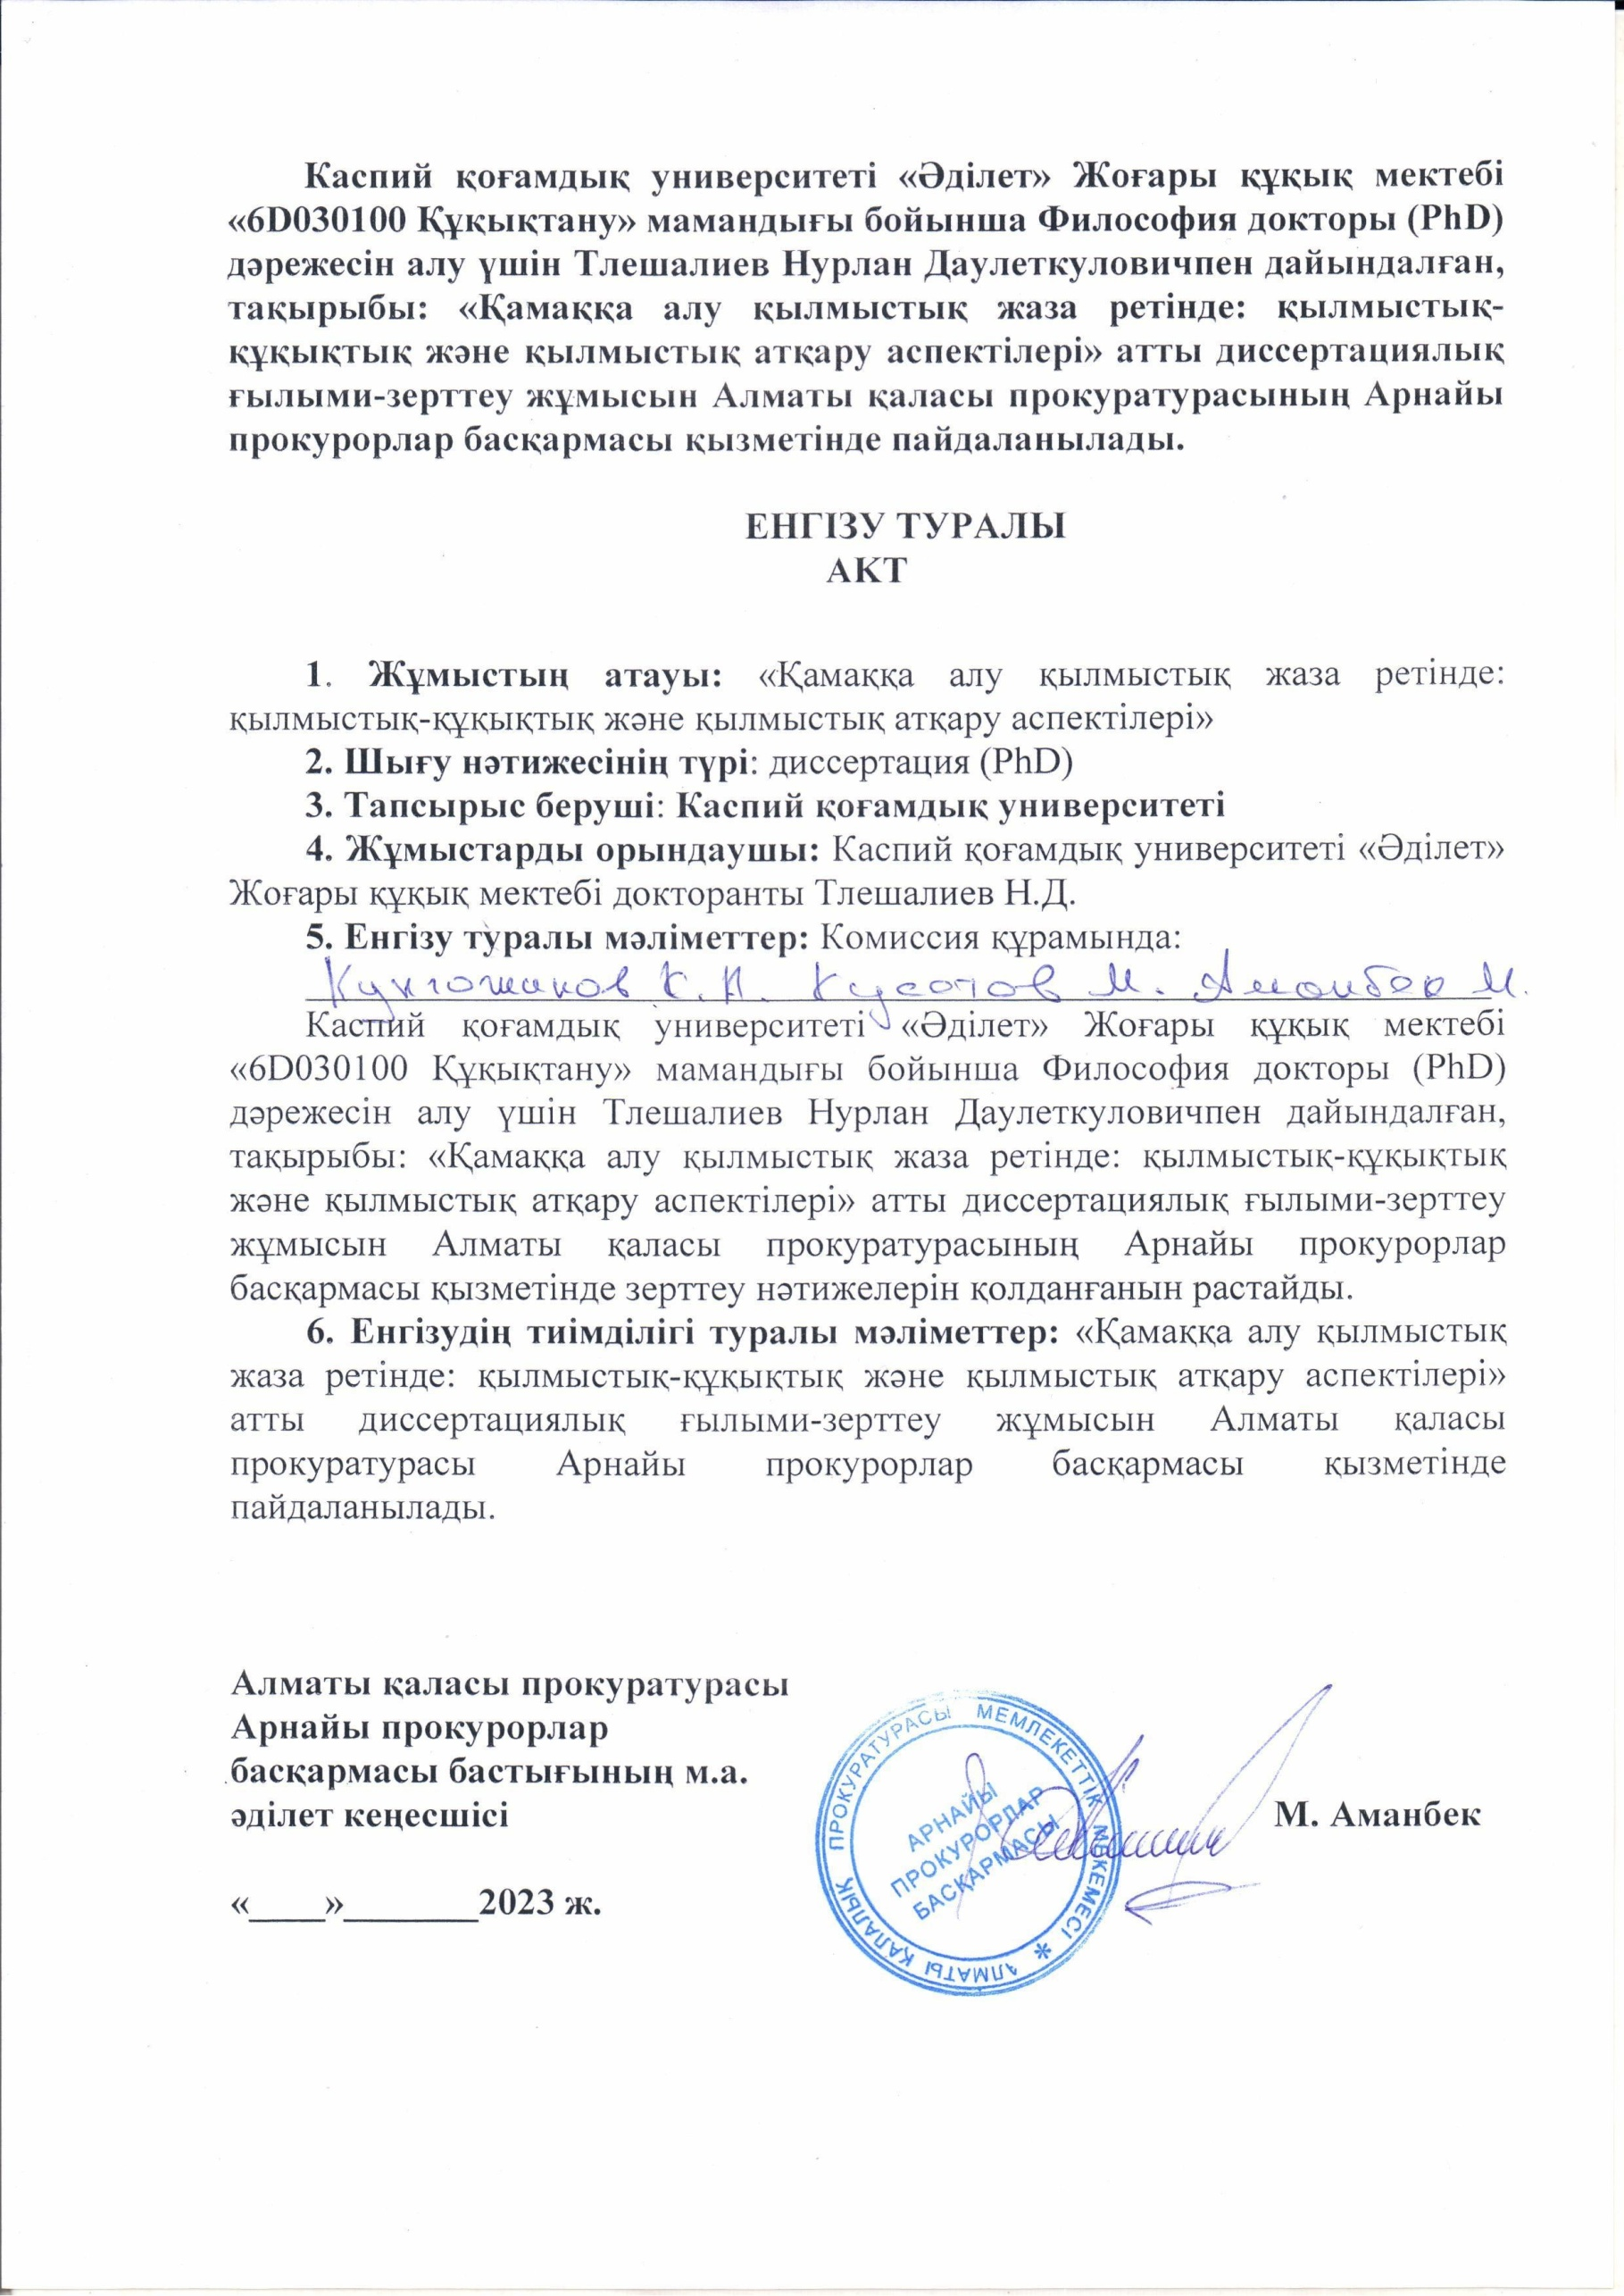 Каспий қоғамдық университеті «Әділет» Жоғары құқық мектебі
«6D030100 Құқықтану» мамандығы бойынша Философия докторы (PhD)
дәрежесін алу үшін Тлешалиев Нурлан Даулеткуловичпен дайындалған,
тақырыбы: «Қамаққа алу қылмыстық жаза ретінде: қылмыстық-
құқықтық және қылмыстық атқару аспектілері» атты диссертациялық
ғылыми-зерттеу жұмысын Алматы қаласы прокуратурасының Арнайы
прокурорлар басқармасы қызметінде пайдаланылады.
ЕНГІЗУ ТУРАЛЫ
АКТ
1. Жұмыстың атауы: «Қамаққа алу қылмыстық жаза ретінде:
қылмыстық-құқықтық және қылмыстық атқару аспектілері»
2. Шығу нәтижесінің түрі: диссертация (PhD)
3. Тапсырыс беруші: Каспий қоғамдық университеті
4. Жұмыстарды орындаушы: Каспий қоғамдық университеті «Әділет»
Жоғары құқық мектебі докторанты Тлешалиев Н.Д.
5. Енгізу туралы мәліметтер: Комиссия құрамында:
М. Аманбек М.
Каспий қоғамдық университеті «Әділет» Жоғары құқық мектебі
«6D030100 Құқықтану» мамандығы бойынша Философия докторы (PhD)
дәрежесін алу үшін Тлешалиев Нурлан Даулеткуловичпен дайындалған,
тақырыбы: «Қамаққа алу қылмыстық жаза ретінде: қылмыстық-құқықтық
және қылмыстық атқару аспектілері» атты диссертациялық ғылыми-зерттеу
жұмысын Алматы қаласы прокуратурасының Арнайы прокурорлар
басқармасы қызметінде зерттеу нәтижелерін қолданғанын растайды.
6. Енгізудің тиімділігі туралы мәліметтер: «Қамаққа алу қылмыстық
жаза ретінде: қылмыстық-құқықтық және қылмыстық атқару аспектілері»
атты диссертациялық ғылыми-зерттеу жұмысын Алматы қаласы
прокуратурасы Арнайы прокурорлар басқармасы қызметінде
пайдаланылады.
Алматы қаласы прокуратурасы
Арнайы прокурорлар
басқармасы бастығының м.а.
әділет кеңесшісі М. Аманбек
«____»_______2023 ж.
АЛМАТЫ ҚАЛАЛЫҚ ПРОКУРАТУРАСЫ МЕМЛЕКЕТТІК МЕКЕМЕСІ *
АРНАЙЫ
ПРОКУРОРЛАР
БАСҚАРМАСЫ